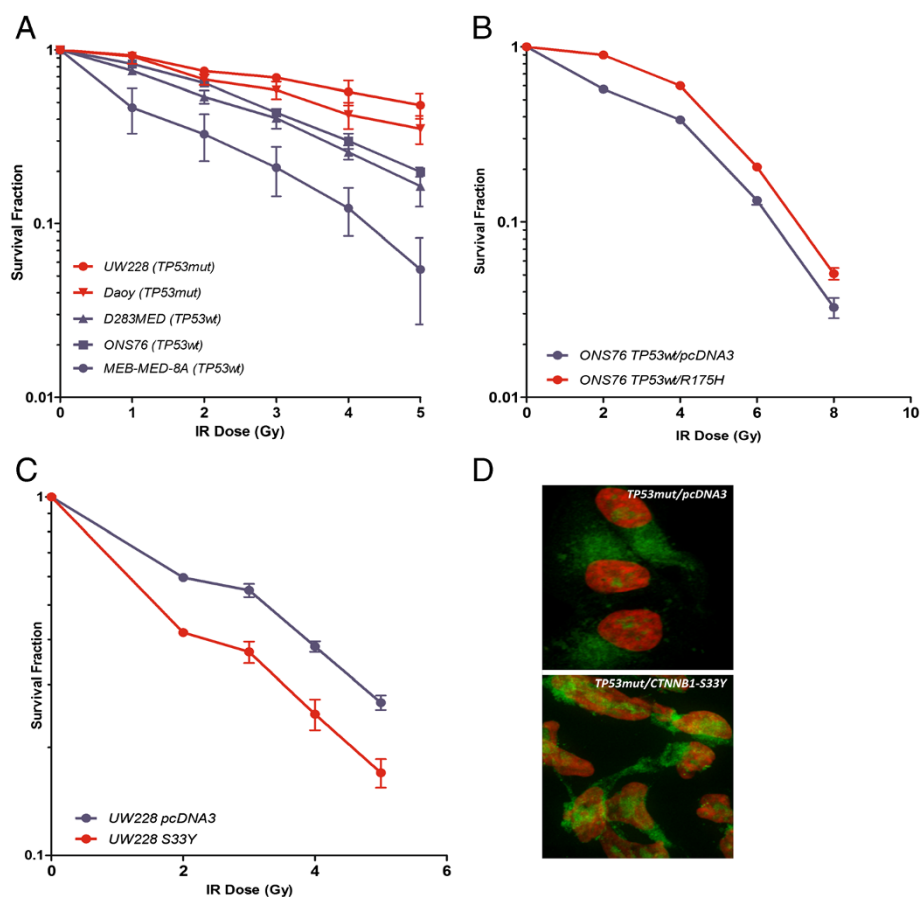 A
1
0.1
0.01
Survival Fraction
UW228 (TP53mut)
Daoy (TP53mut)
D283MED (TP53wt)
ONS76 (TP53wt)
MEB-MED-8A (TP53wt)
0 1 2 3 4 5
IR Dose (Gy)
B
1
0.1
0.01
Survival Fraction
ONS76 TP53wt/pcDNA3
ONS76 TP53wt/R175H
0 2 4 6 8 10
IR Dose (Gy)
C
1
0.1
Survival Fraction
UW228 pcDNA3
UW228 S33Y
0 2 4 6
IR Dose (Gy)
D
TP53mut/pcDNA3
TP53mut/CTNNB1-S33Y